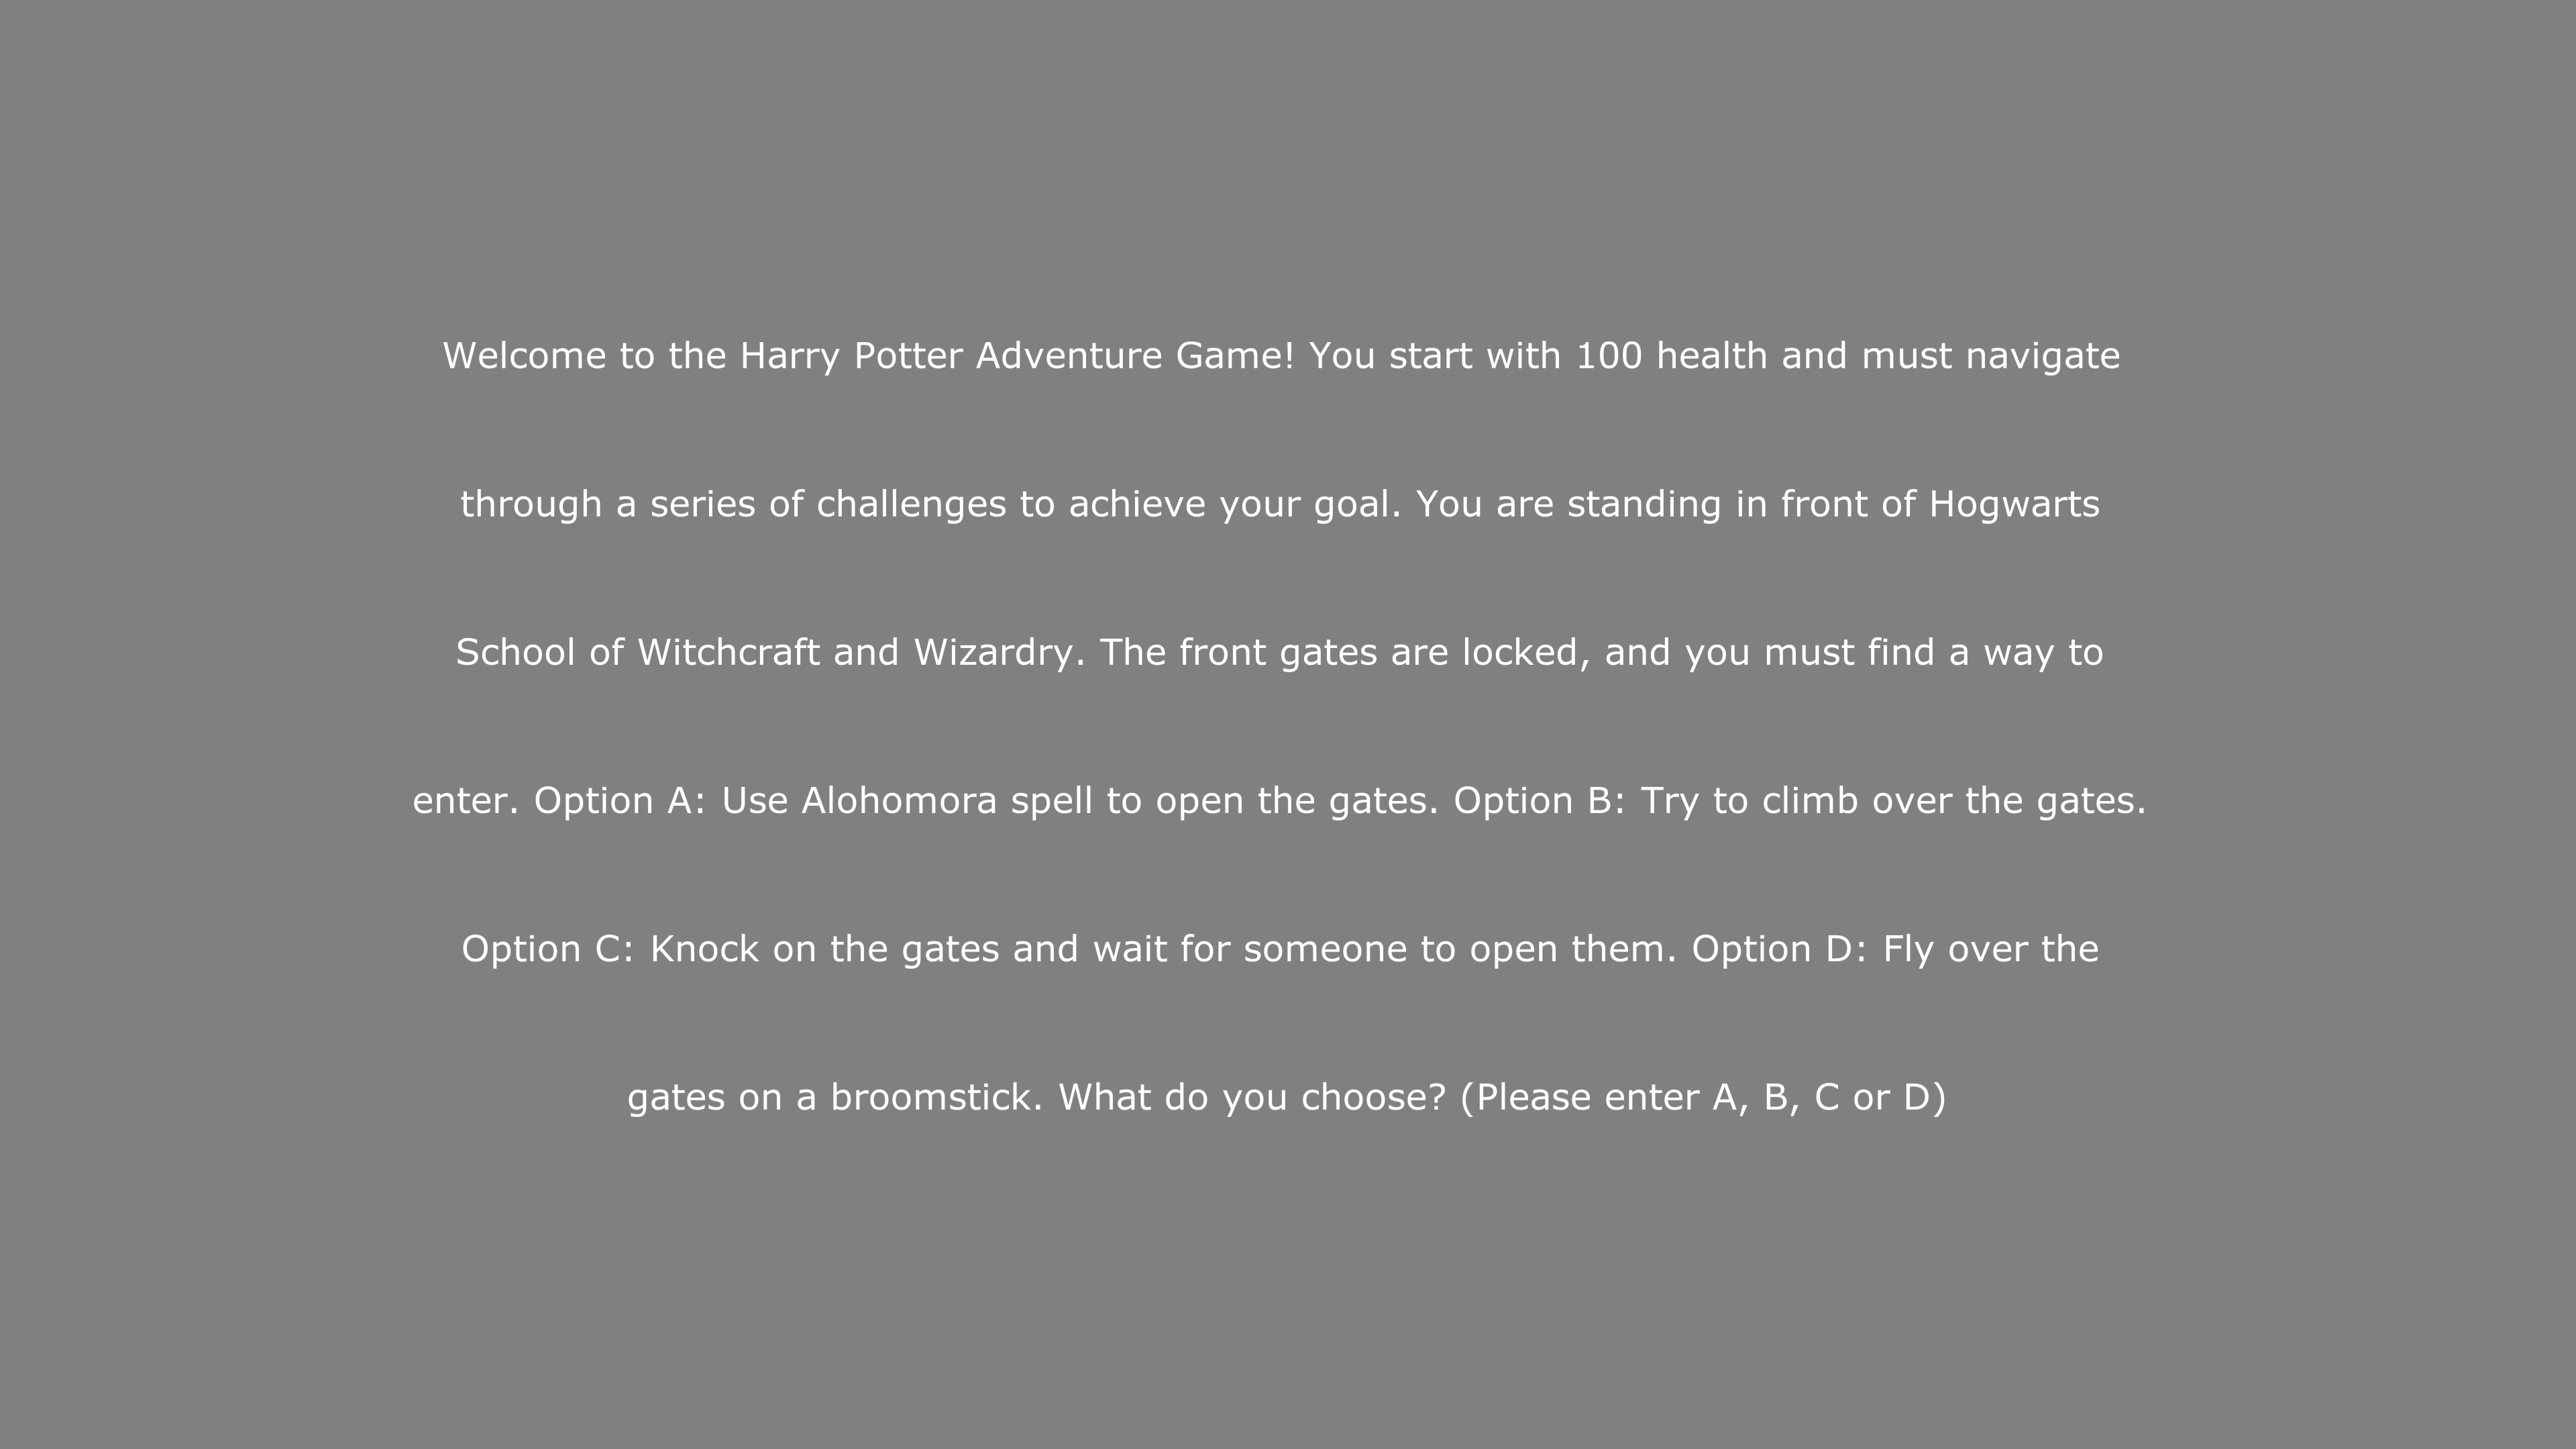 Welcome to the Harry Potter Adventure Game! You start with 100 health and must navigate
through a series of challenges to achieve your goal. You are standing in front of Hogwarts
School of Witchcraft and Wizardry. The front gates are locked, and you must find a way to
enter. Option A: Use Alohomora spell to open the gates. Option B: Try to climb over the gates.
Option C: Knock on the gates and wait for someone to open them. Option D: Fly over the
gates on a broomstick. What do you choose? (Please enter A, B, C or D)